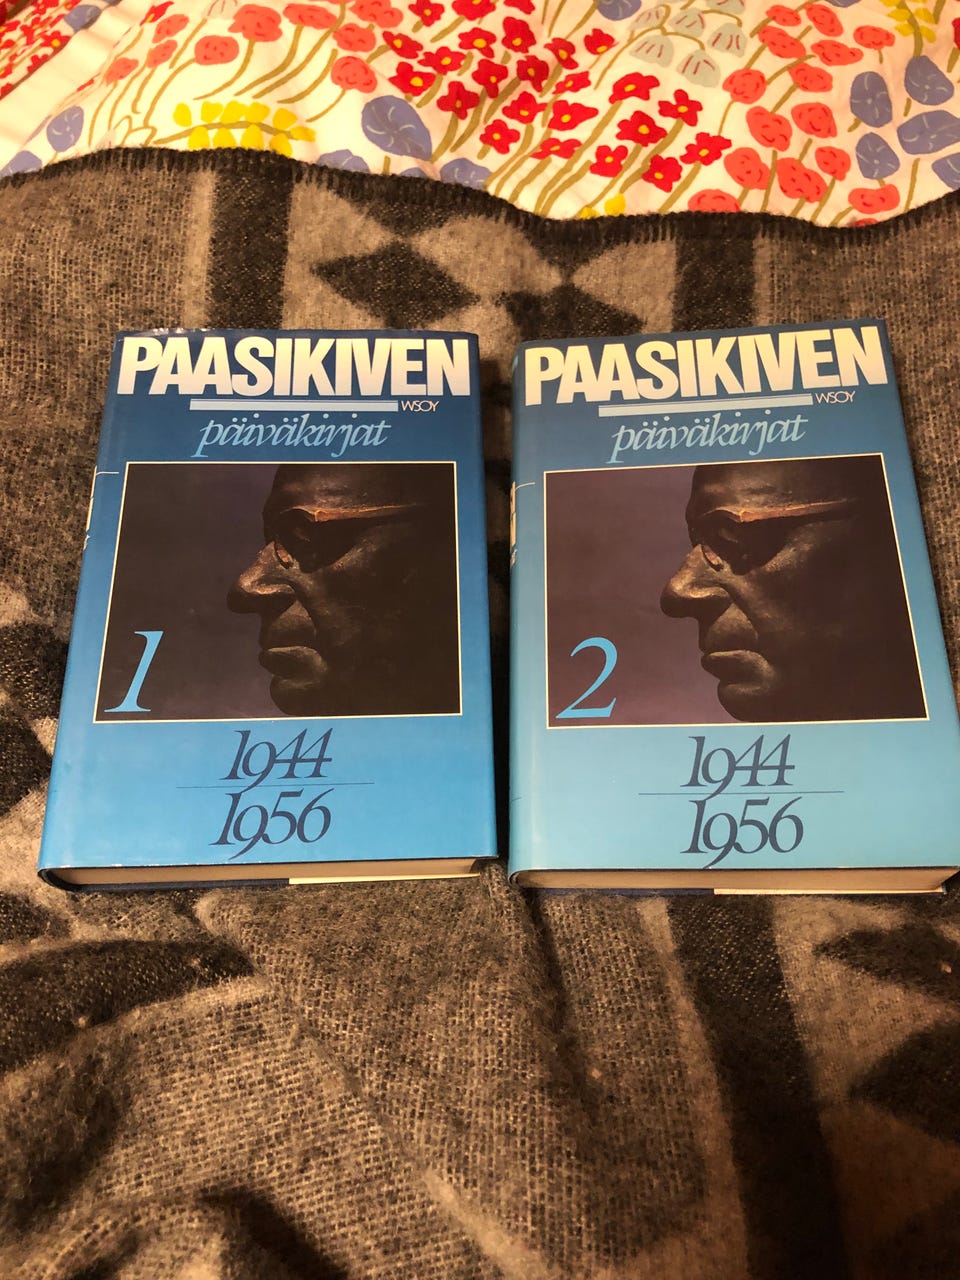 PAASIKIVEN
WSOY
päiväkirjat
1
1944
1956
PAASIKIVEN
WSOY
päiväkirjat
2
1944
1956